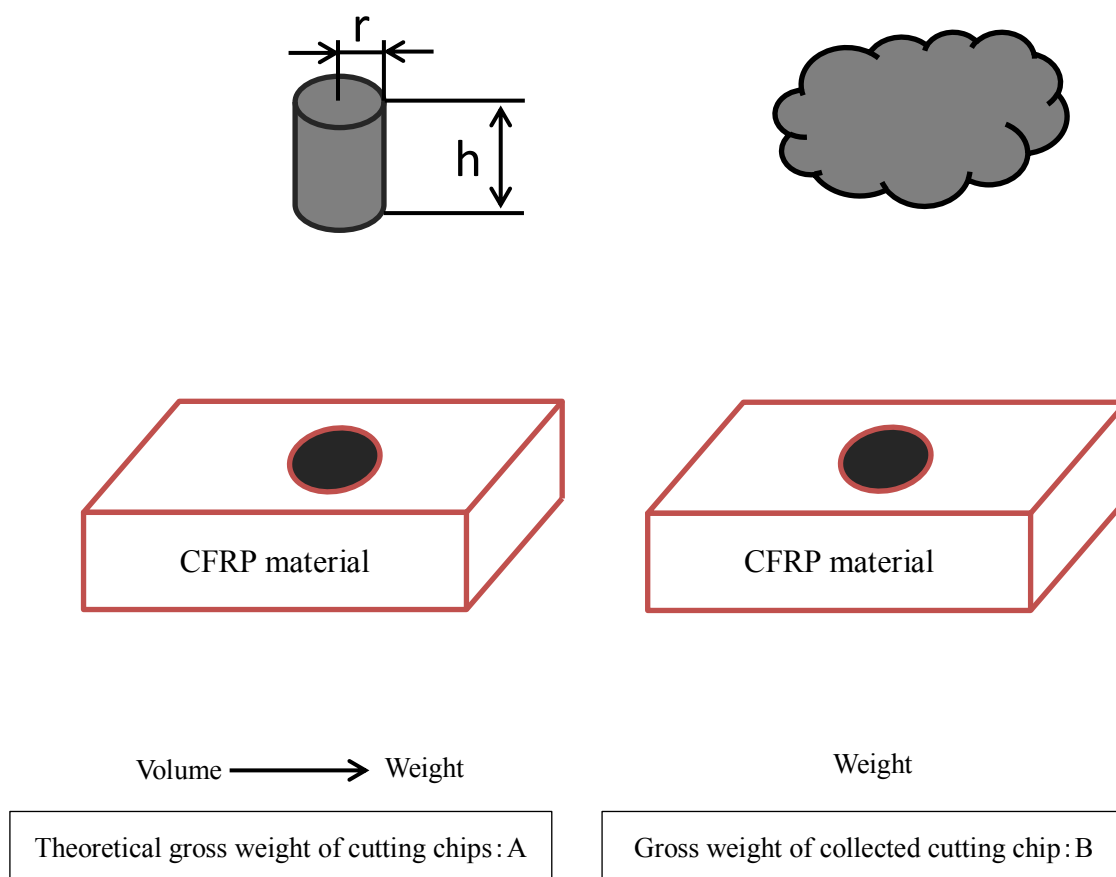 r
h
CFRP material
CFRP material
Volume Weight
Weight
Theoretical gross weight of cutting chips:A
Gross weight of collected cutting chip:B